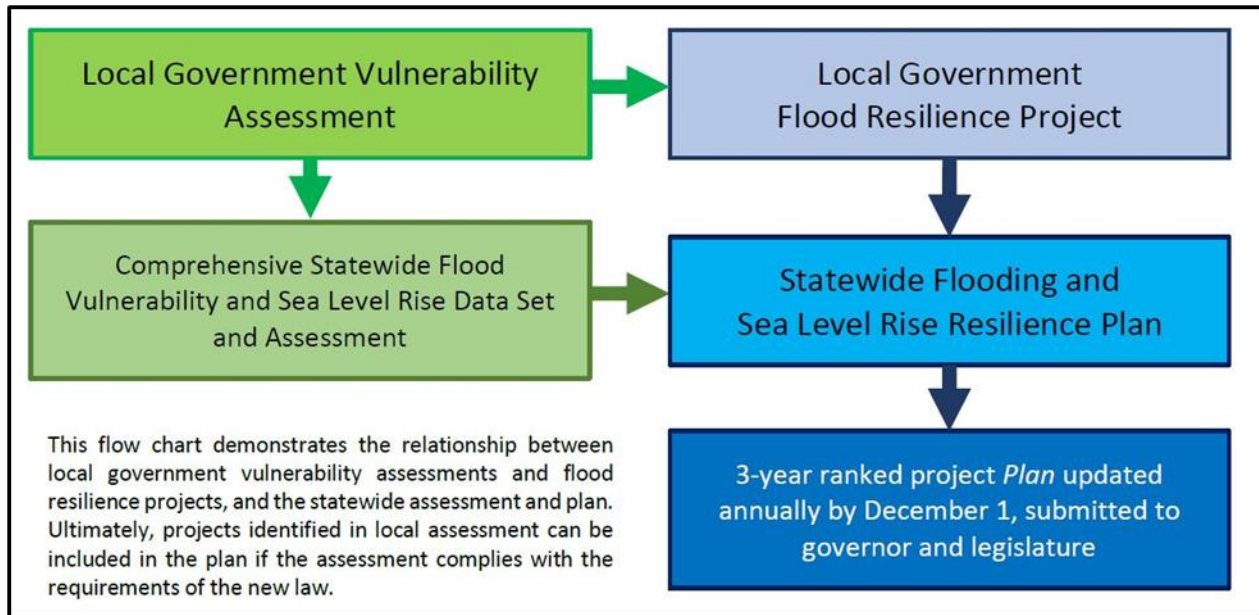 Local Government Vulnerability
Assessment
Local Government
Flood Resilience Project
Comprehensive Statewide Flood
Vulnerability and Sea Level Rise Data Set
and Assessment
Statewide Flooding and
Sea Level Rise Resilience Plan
This flow chart demonstrates the relationship between
local government vulnerability assessments and flood
resilience projects, and the statewide assessment and plan.
Ultimately, projects identified in local assessment can be
included in the plan if the assessment complies with the
requirements of the new law.
3-year ranked project Plan updated
annually by December 1, submitted to
governor and legislature